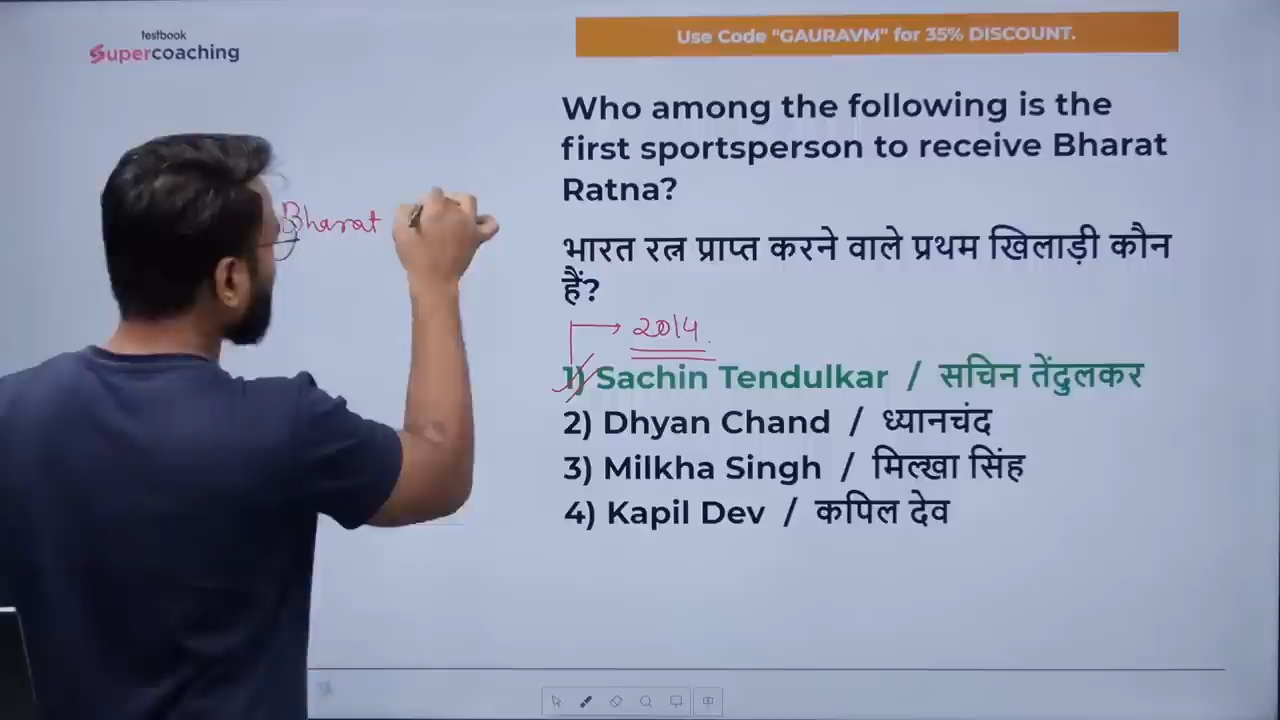 testbook
Supercoaching
Use Code "GAURAVM" for 35% DISCOUNT.
Who among the following is the
first sportsperson to receive Bharat
Ratna?
भारत रत्न प्राप्त करने वाले प्रथम खिलाड़ी कौन
हैं?
Bharat
2014.
1) Sachin Tendulkar / सचिन तेंदुलकर
2) Dhyan Chand / ध्यानचंद
3) Milkha Singh / मिल्खा सिंह
4) Kapil Dev / कपिल देव